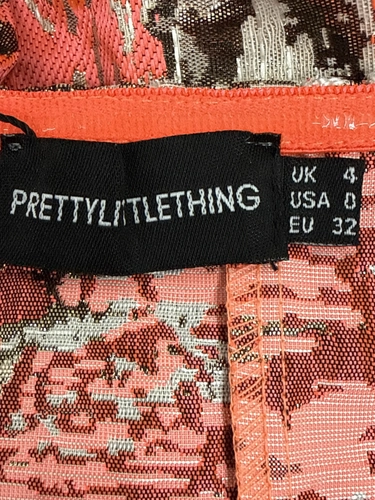 PRETTYLITTLETHING
UK 4
USA 0
EU 32